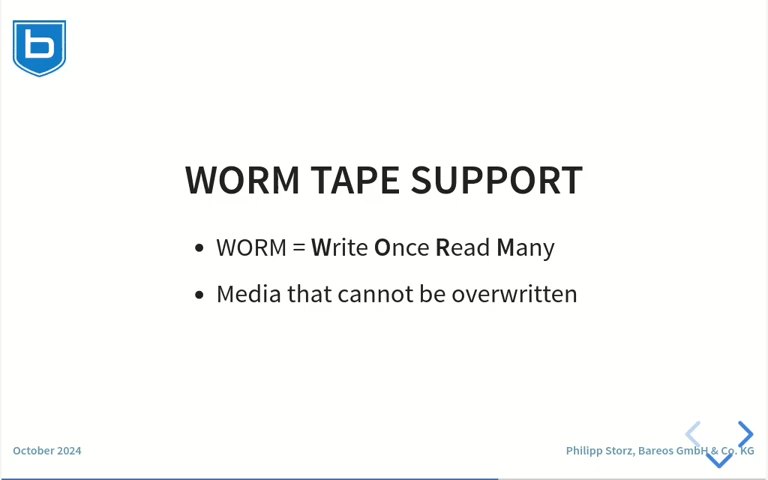 WORM TAPE SUPPORT
• WORM = Write Once Read Many
• Media that cannot be overwritten
October 2024
Philipp Storz, Bareos GmbH & Co. KG